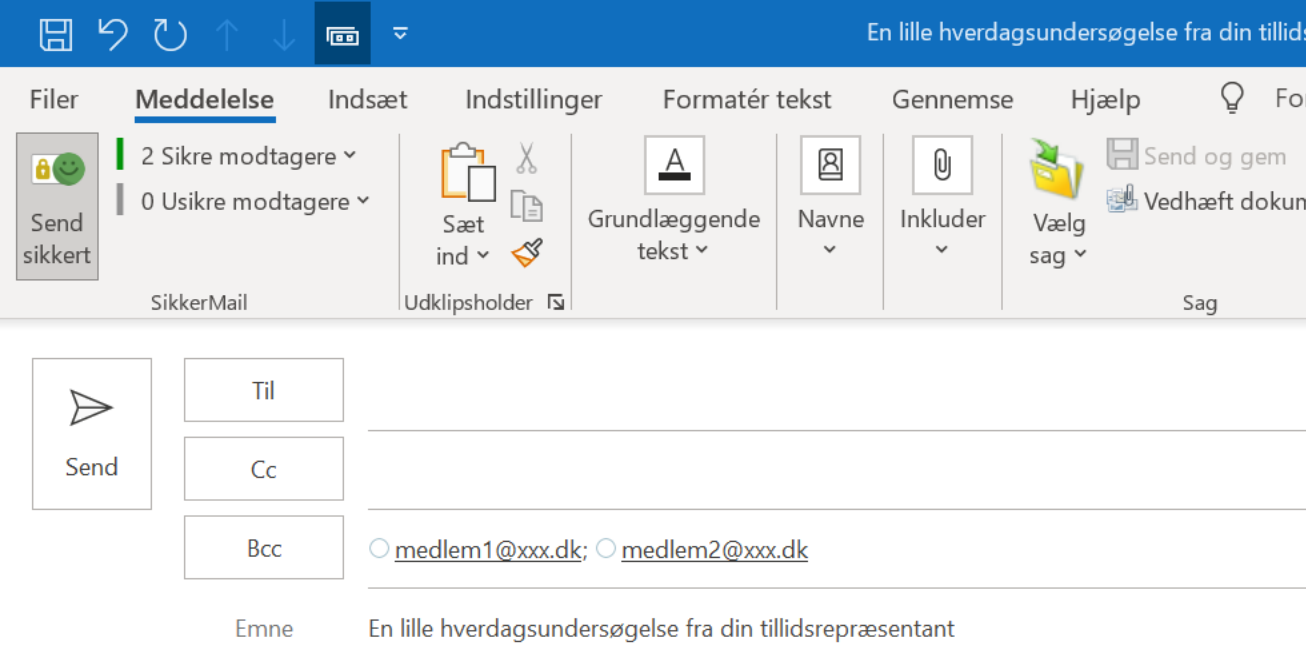 En lille hverdagsundersøgelse fra din tillids
Filer Meddelelse Indsæt Indstillinger Formatér tekst Gennemse Hjælp
Send sikkert
2 Sikre modtagere
0 Usikre modtagere
SikkerMail
Sæt ind
Udklipsholder
Grundlæggende tekst
Navne
Inkluder
Vælg sag
Send og gem
Vedhæft dokum
Sag
Send
Til
Cc
Bcc medlem1@xxx.dk; medlem2@xxx.dk
Emne En lille hverdagsundersøgelse fra din tillidsrepræsentant